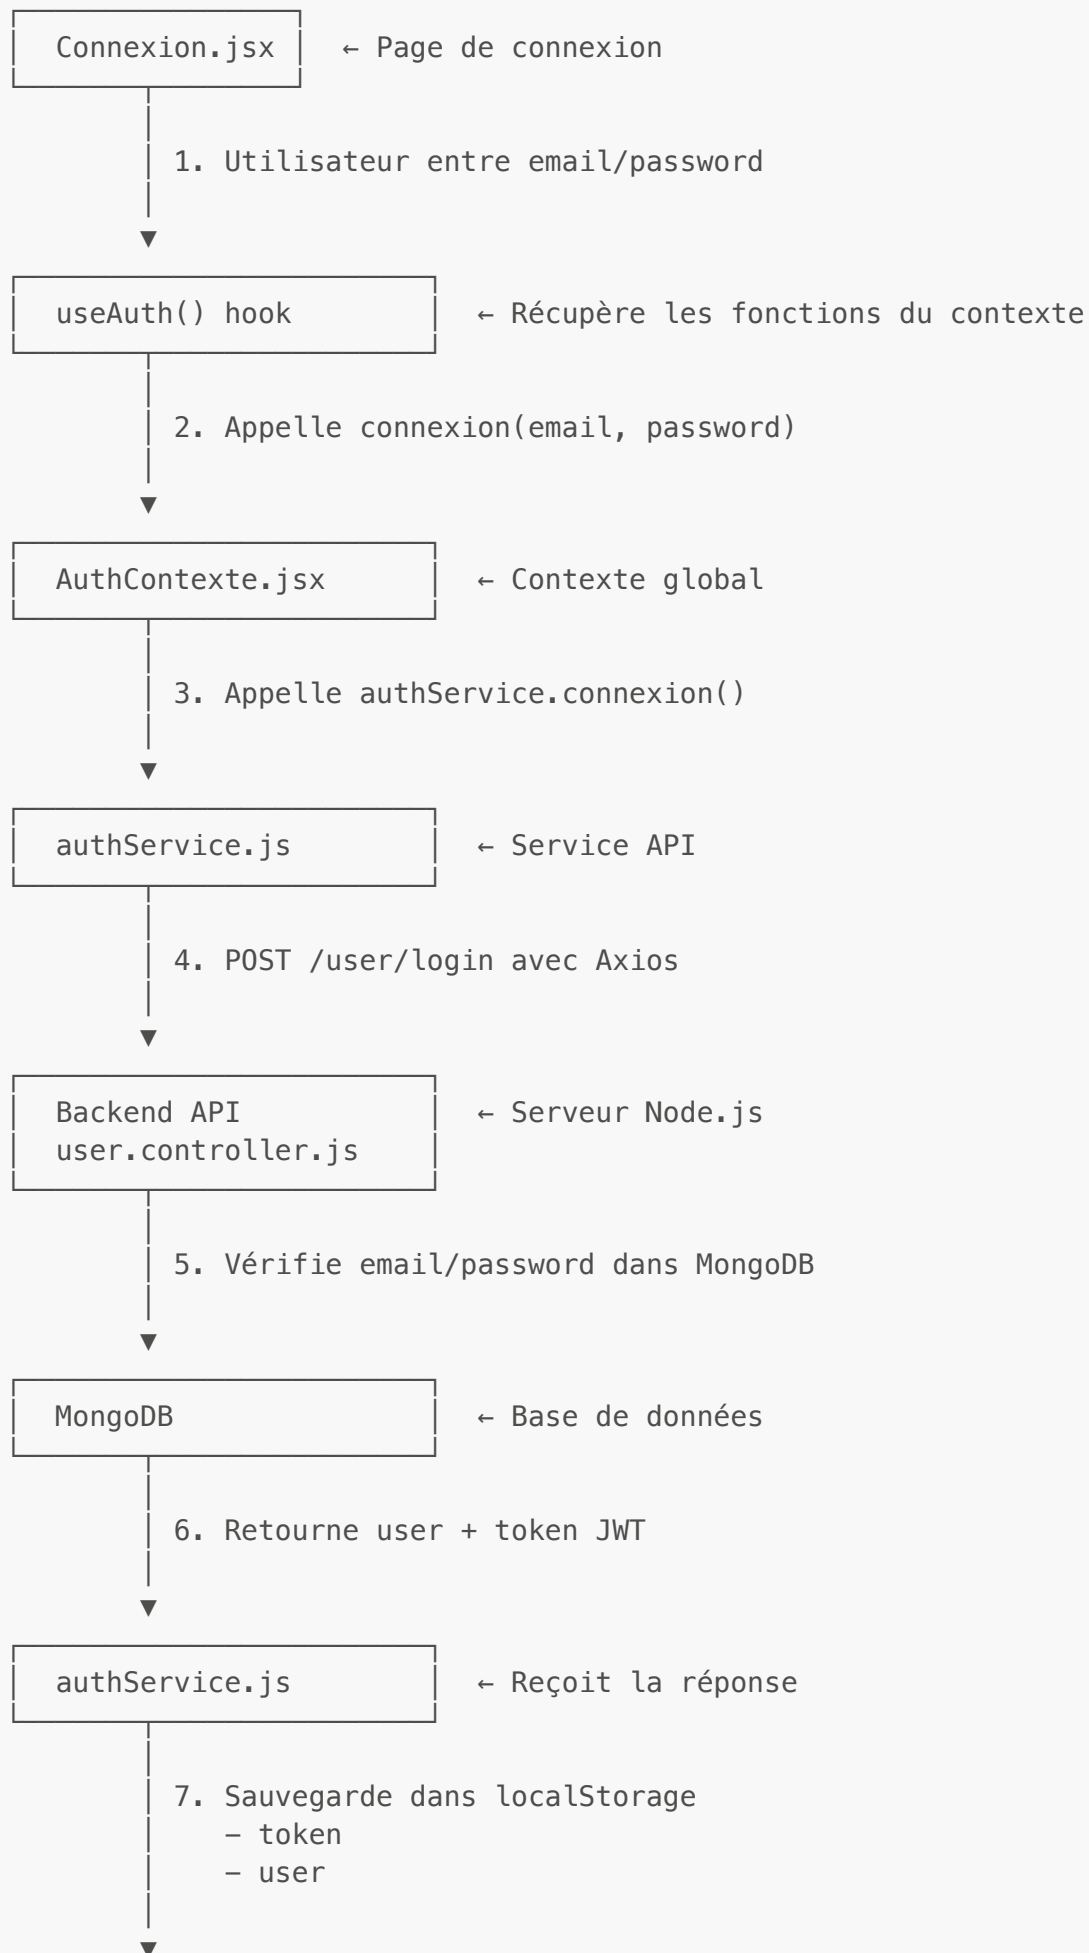 Connexion.jsx ← Page de connexion
1. Utilisateur entre email/password
useAuth() hook ← Récupère les fonctions du contexte
2. Appelle connexion(email, password)
AuthContexte.jsx ← Contexte global
3. Appelle authService.connexion()
authService.js ← Service API
4. POST /user/login avec Axios
Backend API ← Serveur Node.js
user.controller.js
5. Vérifie email/password dans MongoDB
MongoDB ← Base de données
6. Retourne user + token JWT
authService.js ← Reçoit la réponse
7. Sauvegarde dans localStorage
– token
– user